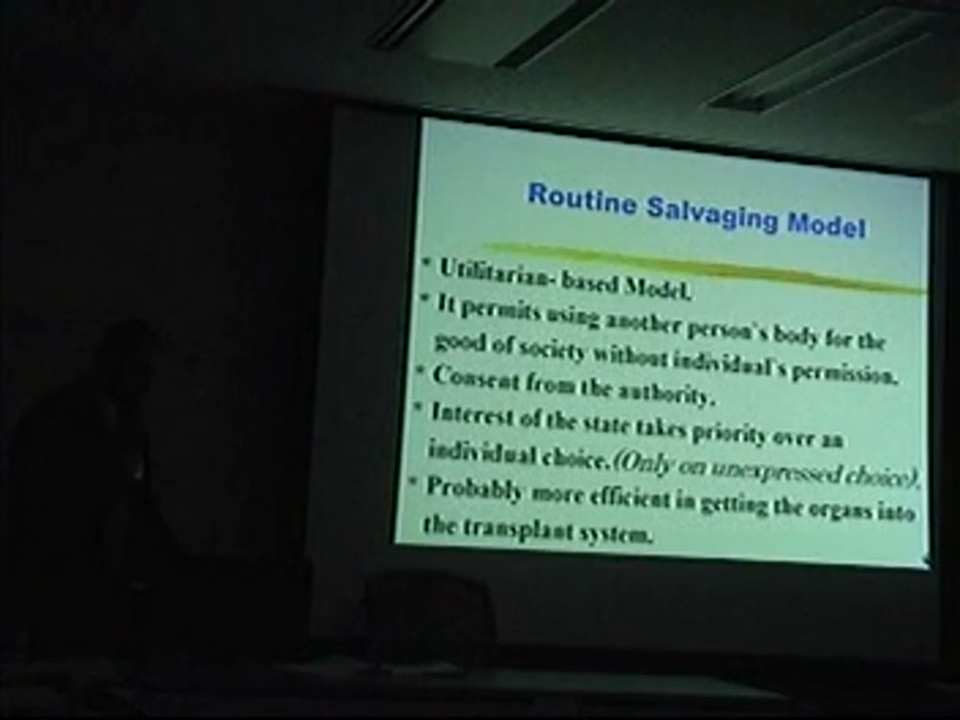 Routine Salvaging Model
* Utilitarian- based Model.
* It permits using another person's body for the
good of society without individual's permission.
* Consent from the authority.
* Interest of the state takes priority over an
individual choice.(Only on unexpressed choice).
* Probably more efficient in getting the organs into
the transplant system.